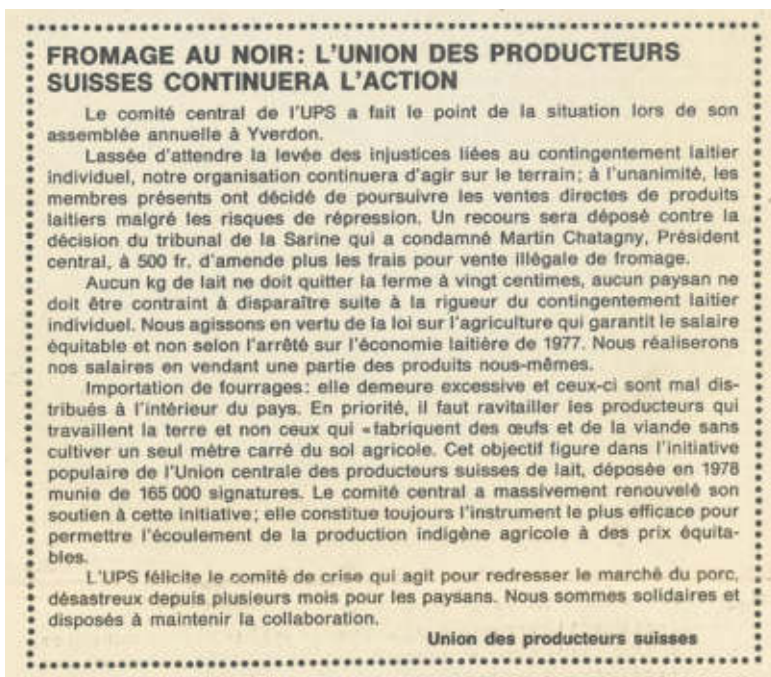 FROMAGE AU NOIR: L'UNION DES PRODUCTEURS
SUISSES CONTINUERA L'ACTION
Le comité central de l'UPS a fait le point de la situation lors de son
assemblée annuelle à Yverdon.
Lassée d'attendre la levée des injustices liées au contingentement laitier
individuel, notre organisation continuera d'agir sur le terrain; à l'unanimité, les
membres présents ont décidé de poursuivre les ventes directes de produits
laitiers malgré les risques de répression. Un recours sera déposé contre la
décision du tribunal de la Sarine qui a condamné Martin Chatagny, Président
central, à 500 fr. d'amende plus les frais pour vente illégale de fromage.
Aucun kg de lait ne doit quitter la ferme à vingt centimes, aucun paysan ne
doit être contraint à disparaître suite à la rigueur du contingentement laitier
individuel. Nous agissons en vertu de la loi sur l'agriculture qui garantit le salaire
équitable et non selon l'arrêté sur l'économie laitière de 1977. Nous réaliserons
nos salaires en vendant une partie des produits nous-mêmes.
Importation de fourrages: elle demeure excessive et ceux-ci sont mal dis-
tribués à l'intérieur du pays. En priorité, il faut ravitailler les producteurs qui
travaillent la terre et non ceux qui «fabriquent des œufs et de la viande sans
cultiver un seul mètre carré du sol agricole. Cet objectif figure dans l'initiative
populaire de l'Union centrale des producteurs suisses de lait, déposée en 1978
munie de 165 000 signatures. Le comité central a massivement renouvelé son
soutien à cette initiative; elle constitue toujours l'instrument le plus efficace pour
permettre l'écoulement de la production indigène agricole à des prix équita-
bles.
L'UPS félicite le comité de crise qui agit pour redresser le marché du porc,
désastreux depuis plusieurs mois pour les paysans. Nous sommes solidaires et
disposés à maintenir la collaboration.
Union des producteurs suisses